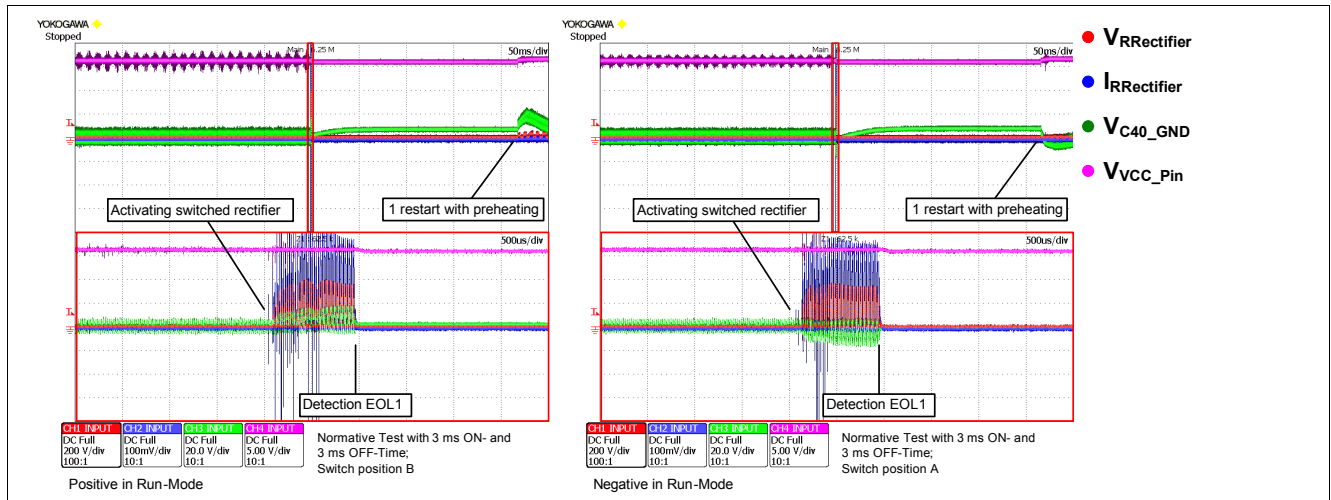 YOKOGAWA
Stopped
Main
6.25 M
50ms/div
Activating switched rectifier
1 restart with preheating
500us/div
Detection EOL1
CH1 INPUT
DC Full
200 V/div
100:1
CH2 INPUT
DC Full
100mV/div
10:1
CH3 INPUT
DC Full
20.0 V/div
10:1
CH4 INPUT
DC Full
5.00 V/div
10:1
Normative Test with 3 ms ON- and
3 ms OFF-Time;
Switch position B
Positive in Run-Mode
YOKOGAWA
Stopped
Main
6.25 M
50ms/div
Activating switched rectifier
1 restart with preheating
500us/div
Detection EOL1
CH1 INPUT
DC Full
200 V/div
100:1
CH2 INPUT
DC Full
100mV/div
10:1
CH3 INPUT
DC Full
20.0 V/div
10:1
CH4 INPUT
DC Full
5.00 V/div
10:1
Normative Test with 3 ms ON- and
3 ms OFF-Time;
Switch position A
Negative in Run-Mode
VRRectifier
IRRectifier
VC40_GND
VVCC_Pin